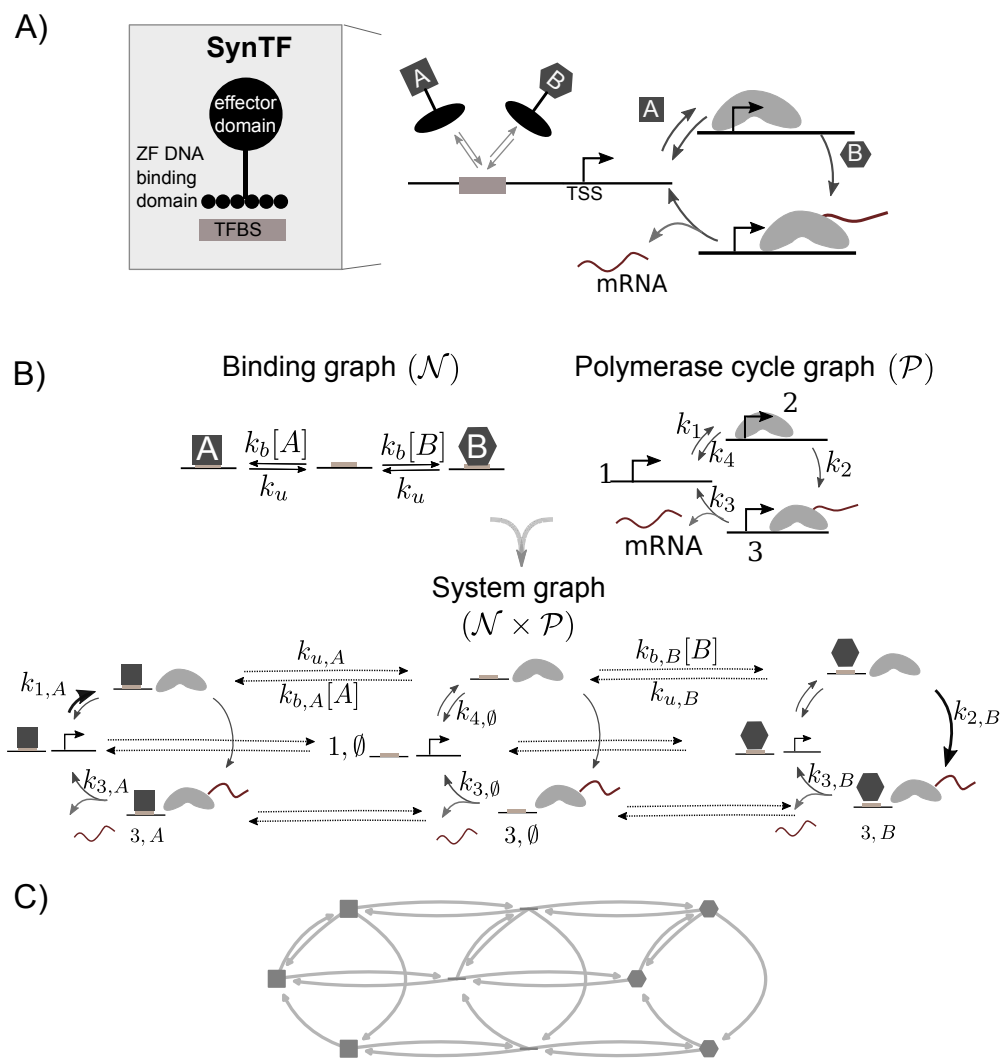 A)
SynTF
effector
domain
ZF DNA
binding
domain
TFBS
A
B
TSS
A
B
mRNA
B)
Binding graph (𝒩)
Polymerase cycle graph (𝒫)
A
k_b[A]
k_u
k_b[B]
k_u
B
1
k_1
k_4
2
k_2
k_3
mRNA
3
System graph
(𝒩 × 𝒫)
k_{u,A}
k_{b,A}[A]
k_{b,B}[B]
k_{u,B}
k_{1,A}
k_{4,∅}
k_{2,B}
1,∅
k_{3,A}
k_{3,∅}
k_{3,B}
3, A
3,∅
3, B
C)